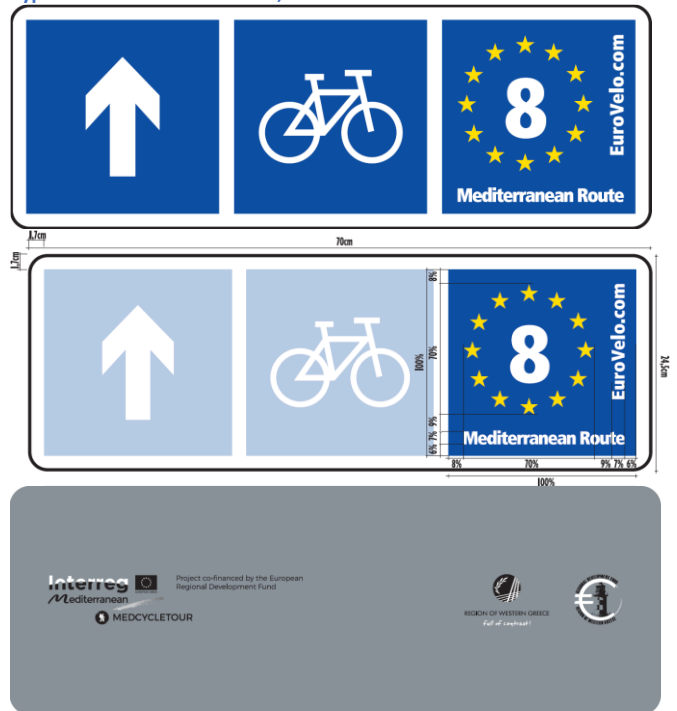 8
EuroVelo.com
Mediterranean Route
1,7cm
70cm
1,7cm
8%
70%
100%
9%
7%
6%
8
EuroVelo.com
Mediterranean Route
24,5cm
8%
70%
9%
7%
6%
100%
Interreg
Mediterranean
MEDCYCLETOUR
Project co-financed by the European
Regional Development Fund
REGION OF WESTERN GREECE
full of contrast!